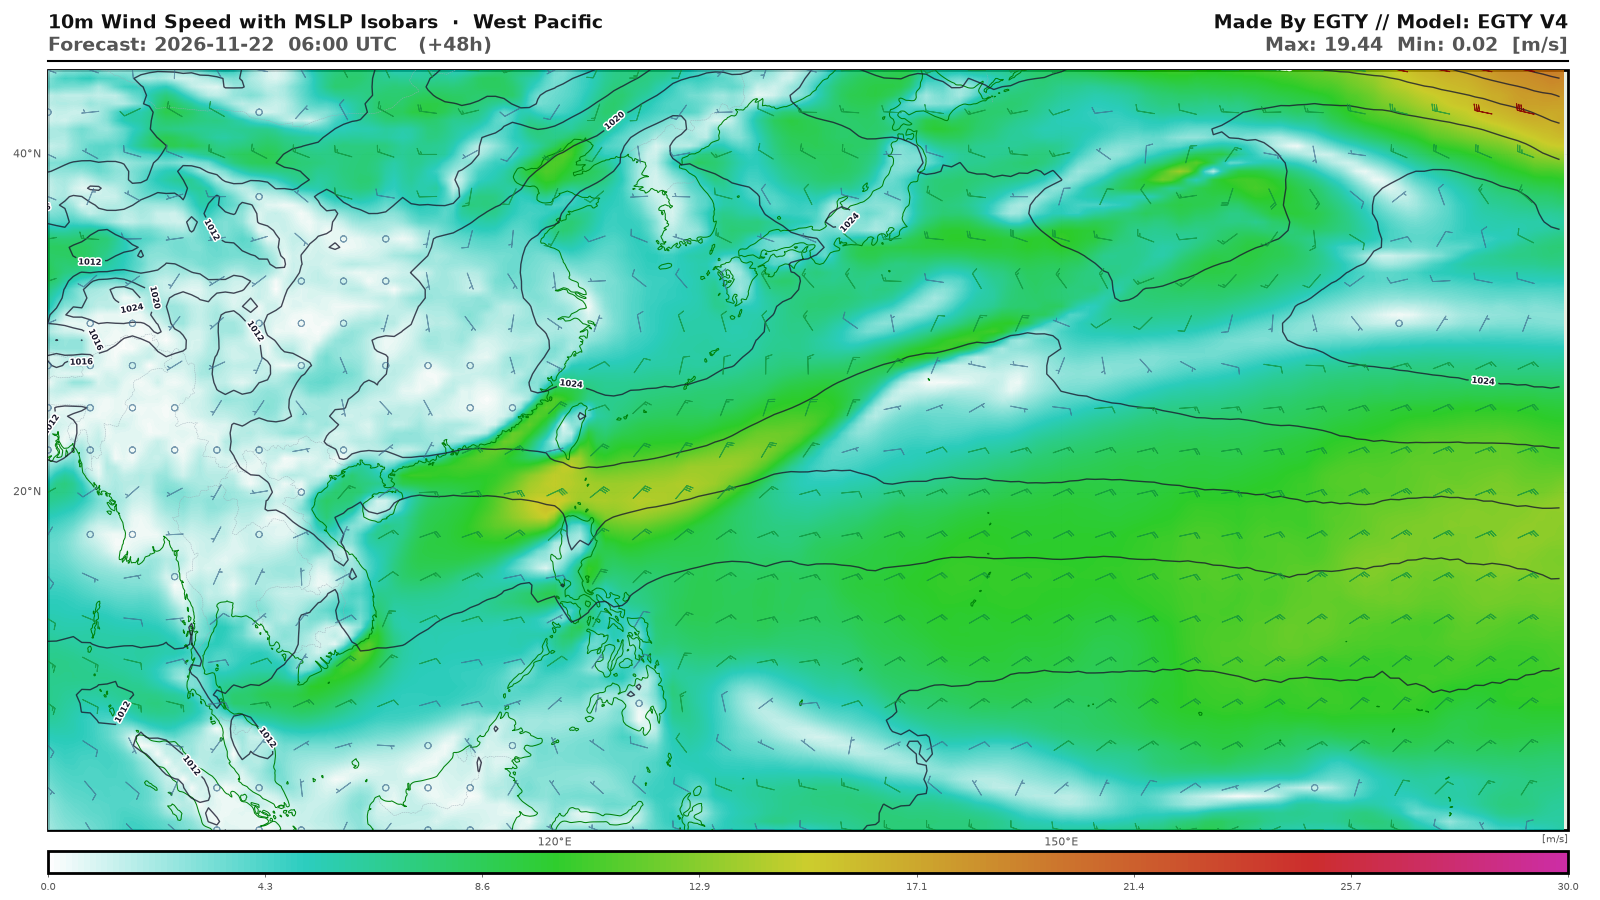 10m Wind Speed with MSLP Isobars · West Pacific
Made By EGTY // Model: EGTY V4
Forecast: 2026-11-22 06:00 UTC (+48h)
Max: 19.44 Min: 0.02 [m/s]
1020
40°N
1012
1024
1012
1020
1024
1012
1016
1016
1024
1024
1012
20°N
1012
1012
1012
120°E
150°E
[m/s]
0.0
4.3
8.6
12.9
17.1
21.4
25.7
30.0